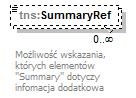 tns:SummaryRef
0..∞
Możliwość wskazania,
których elementów
"Summary" dotyczy
infomacja dodatkowa